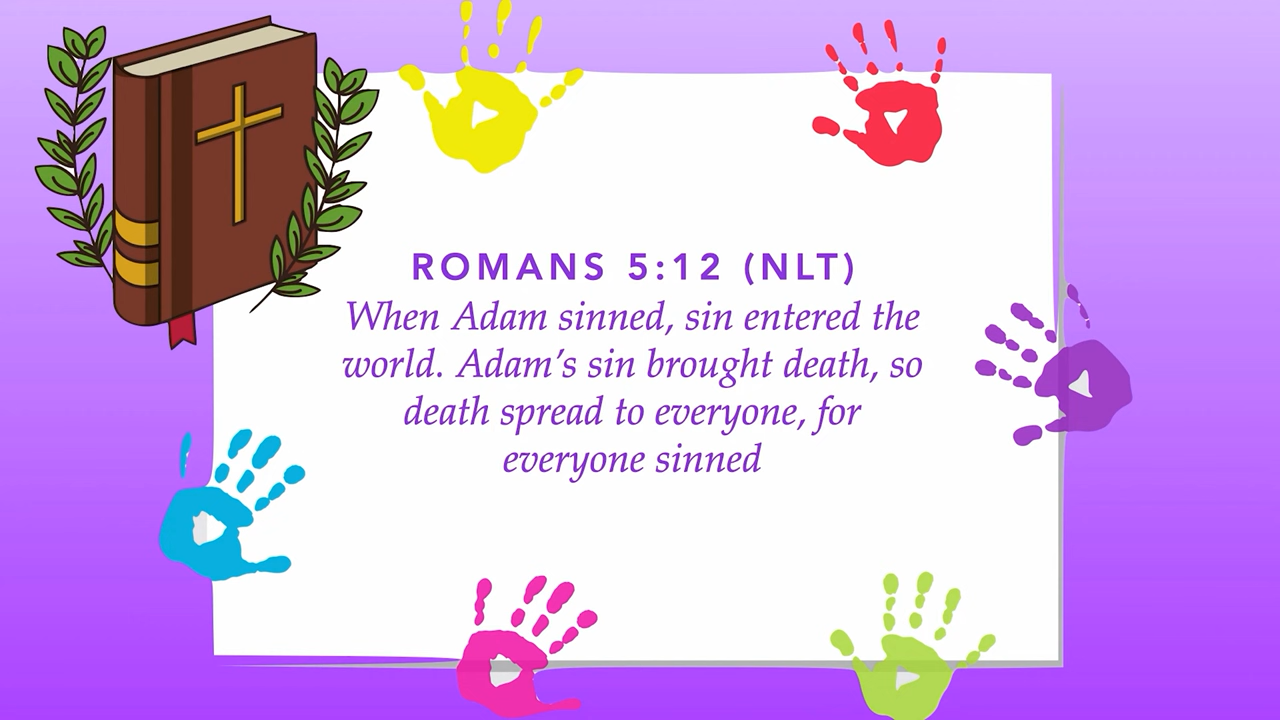 ROMANS 5:12 (NLT)
When Adam sinned, sin entered the
world. Adam’s sin brought death, so
death spread to everyone, for
everyone sinned